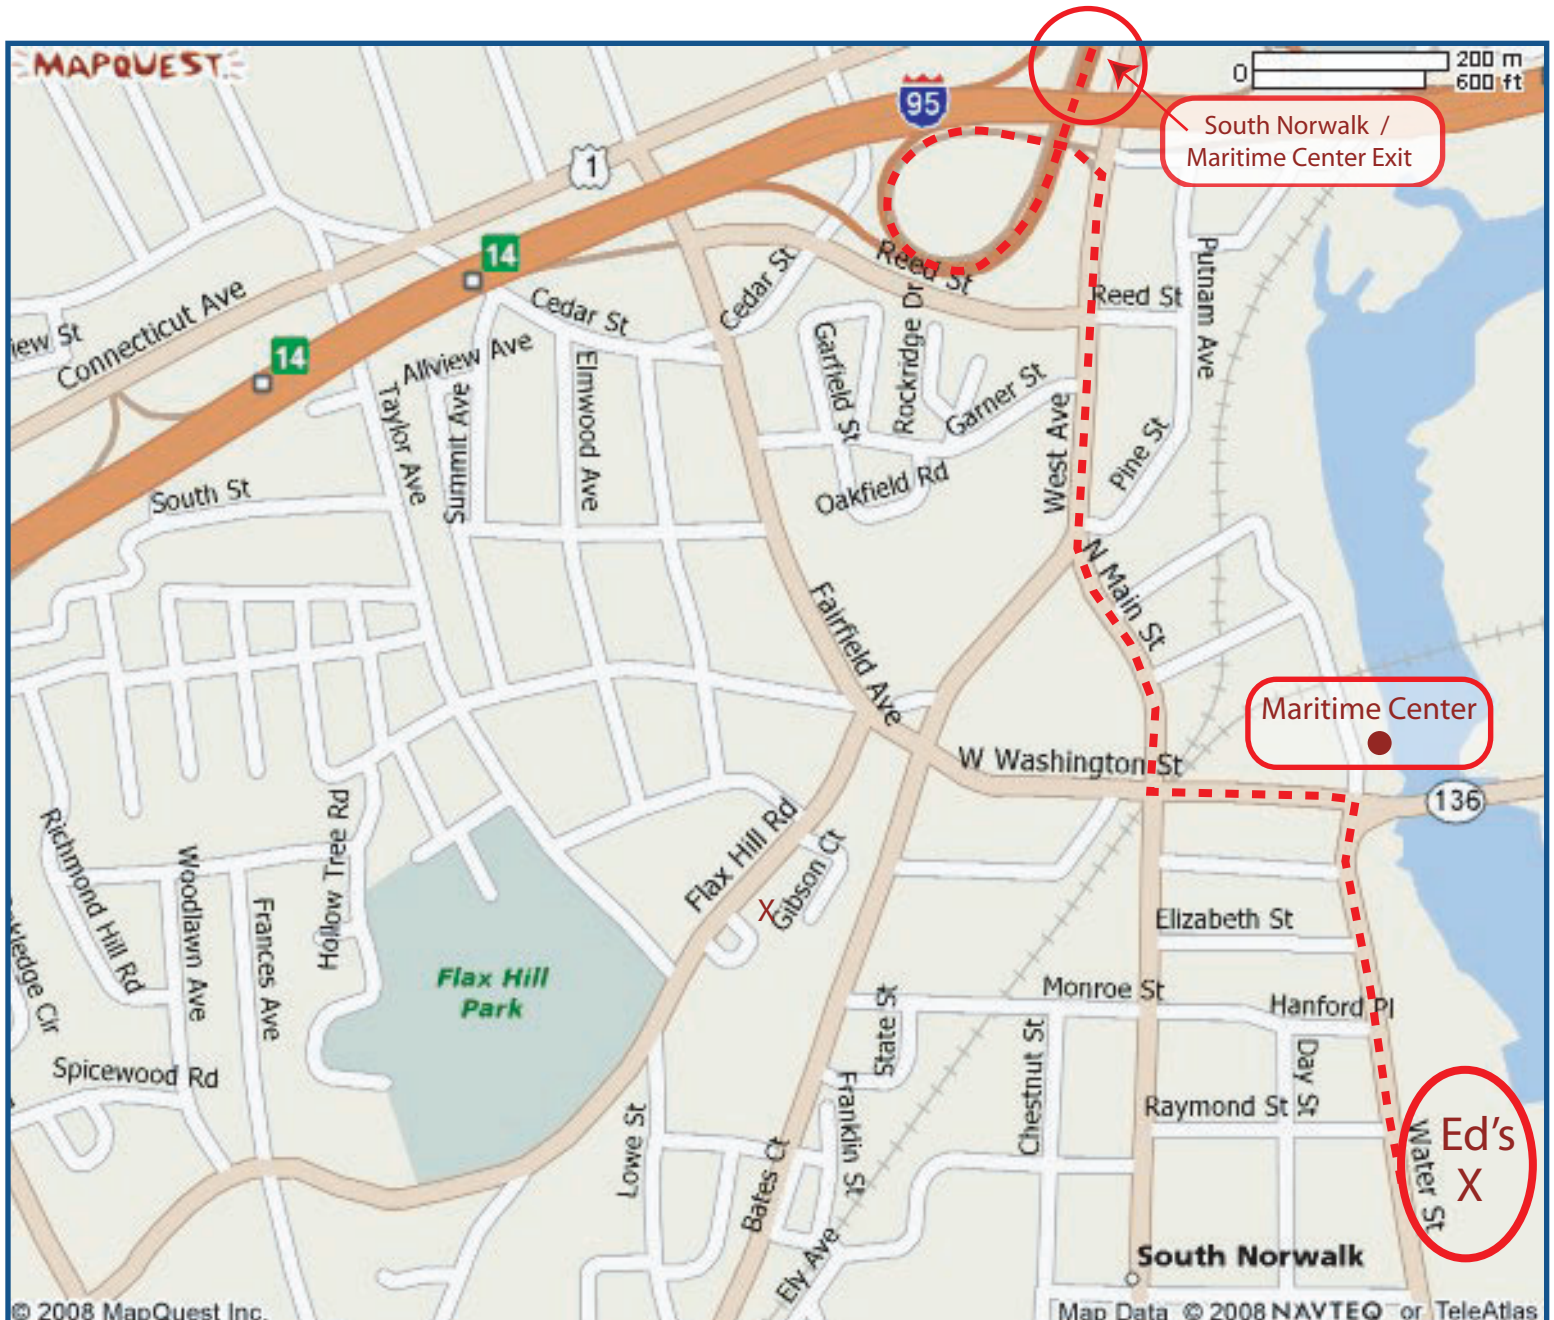 MAPQUEST
0
200 m
600 ft
95
South Norwalk /
Maritime Center Exit
1
14
14
Connecticut Ave
iew St
Cedar St
Cedar St
Allview Ave
Reed St
Reed St
Putnam Ave
Garfield St
Rockridge Dr
Garner St
Oakfield Rd
West Ave
Pine St
Taylor Ave
Summit Ave
Elmwood Ave
South St
N Main St
Fairfield Ave
Maritime Center
W Washington St
136
Richmond Hill Rd
Woodlawn Ave
Frances Ave
Hollow Tree Rd
Flax Hill Rd
Gibson Ct
X
Flax Hill
Park
kledge Cir
Spicewood Rd
Elizabeth St
Monroe St
Hanford Pl
State St
Chestnut St
Day St
Raymond St
Franklin St
Lowe St
Bates Ct
Ely Ave
Water St
Ed's
X
South Norwalk
© 2008 MapQuest Inc.
Map Data © 2008 NAVTEQ or TeleAtlas